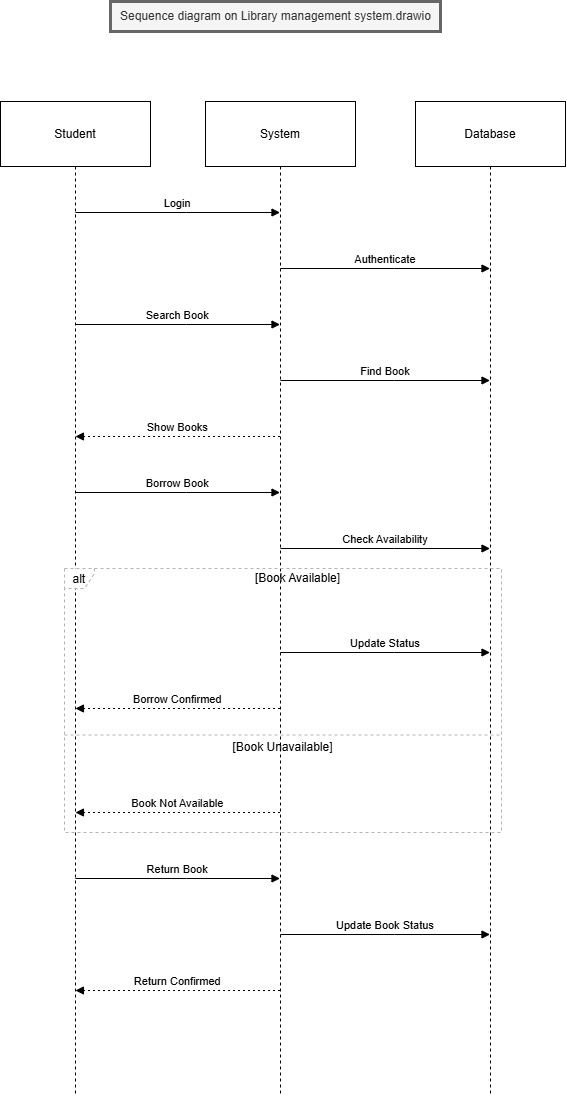 Sequence diagram on Library management system.drawio
Student
System
Database
Login
Authenticate
Search Book
Find Book
Show Books
Borrow Book
Check Availability
alt
[Book Available]
Update Status
Borrow Confirmed
[Book Unavailable]
Book Not Available
Return Book
Update Book Status
Return Confirmed